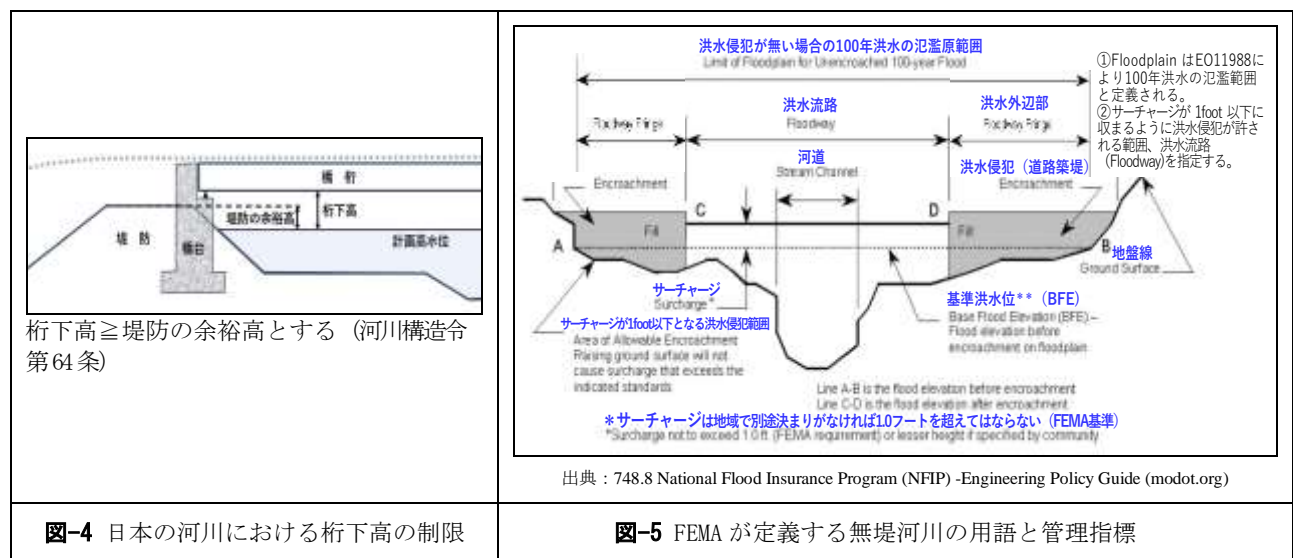 橋 桁
堤防の余裕高
桁下高
堤 防
橋台
計画高水位
桁下高≧堤防の余裕高とする (河川構造令
第64条)
図-4 日本の河川における桁下高の制限
洪水侵犯が無い場合の100年洪水の氾濫原範囲
Limit of Floodplain for Unencroached 100-year Flood
①Floodplain はEO11988に
より100年洪水の氾濫範囲
と定義される。
②サーチャージが 1foot 以下に
収まるように洪水侵犯が許さ
れる範囲、洪水流路
(Floodway)を指定する。
洪水流路
洪水外辺部
Floodway Fringe
Floodway
Floodway Fringe
河道
Stream Channel
洪水侵犯（道路築堤）
Encroachment
Encroachment
C
D
Fill
Fill
A
B
地盤線
Ground Surface
サーチャージ
Surcharge*
基準洪水位**（BFE）
Base Flood Elevation (BFE) –
Flood elevation before
encroachment on floodplain
サーチャージが1foot以下となる洪水侵犯範囲
Area of Allowable Encroachment
Raising ground surface will not
cause surcharge that exceeds the
indicated standards
Line A-B is the flood elevation before encroachment
Line C-D is the flood elevation after encroachment
＊サーチャージは地域で別途決まりがなければ1.0フートを超えてはならない（FEMA基準）
*Surcharge not to exceed 1.0 ft. (FEMA requirement) or lesser height if specified by community
出典：748.8 National Flood Insurance Program (NFIP) -Engineering Policy Guide (modot.org)
図-5 FEMA が定義する無堤河川の用語と管理指標